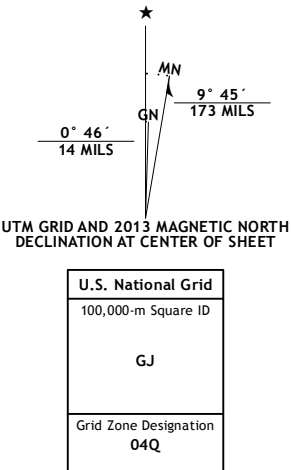 ★
MN
GN
9° 45´
173 MILS
0° 46´
14 MILS
UTM GRID AND 2013 MAGNETIC NORTH
DECLINATION AT CENTER OF SHEET
U.S. National Grid
100,000-m Square ID
GJ
Grid Zone Designation
04Q